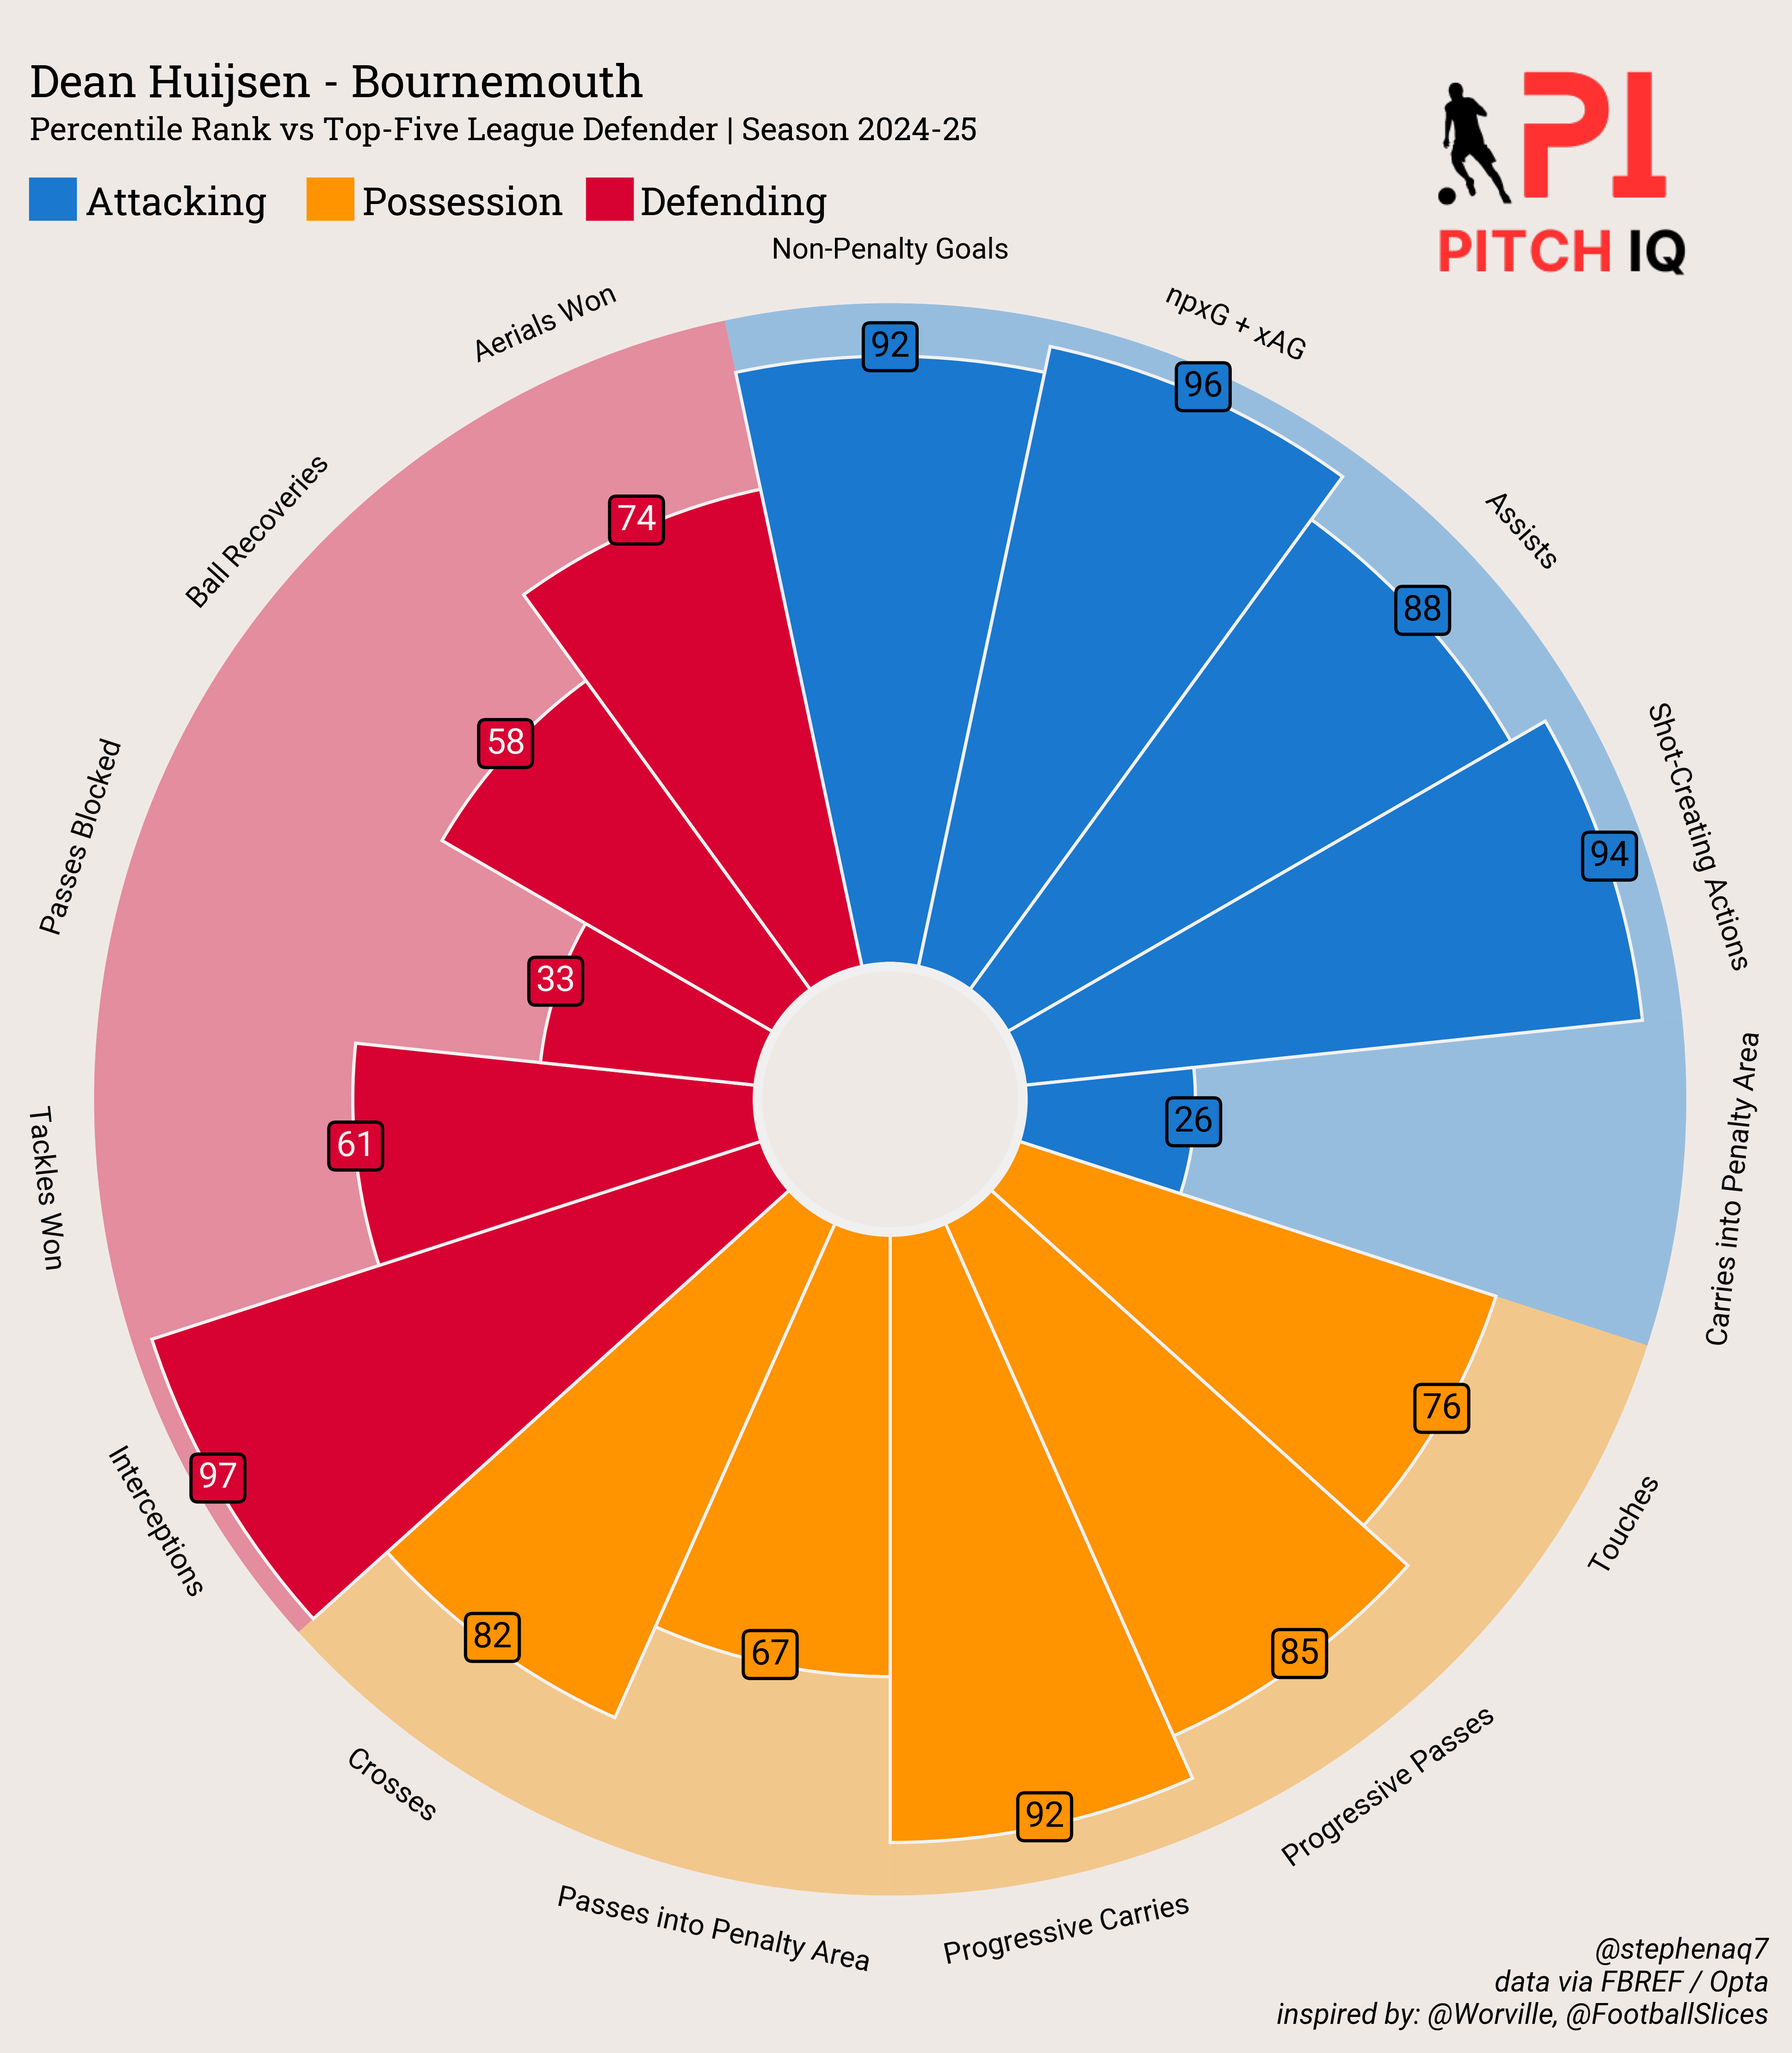 Dean Huijsen - Bournemouth
Percentile Rank vs Top-Five League Defender | Season 2024-25
Attacking
Possession
Defending
PI
PITCH IQ
Non-Penalty Goals
92
npxG + xAG
96
Assists
88
Shot-Creating Actions
94
Carries into Penalty Area
26
Touches
76
Progressive Passes
85
Progressive Carries
92
Passes into Penalty Area
67
Crosses
82
Interceptions
97
Tackles Won
61
Passes Blocked
33
Ball Recoveries
58
Aerials Won
74
@stephenaq7
data via FBREF / Opta
inspired by: @Worville, @FootballSlices